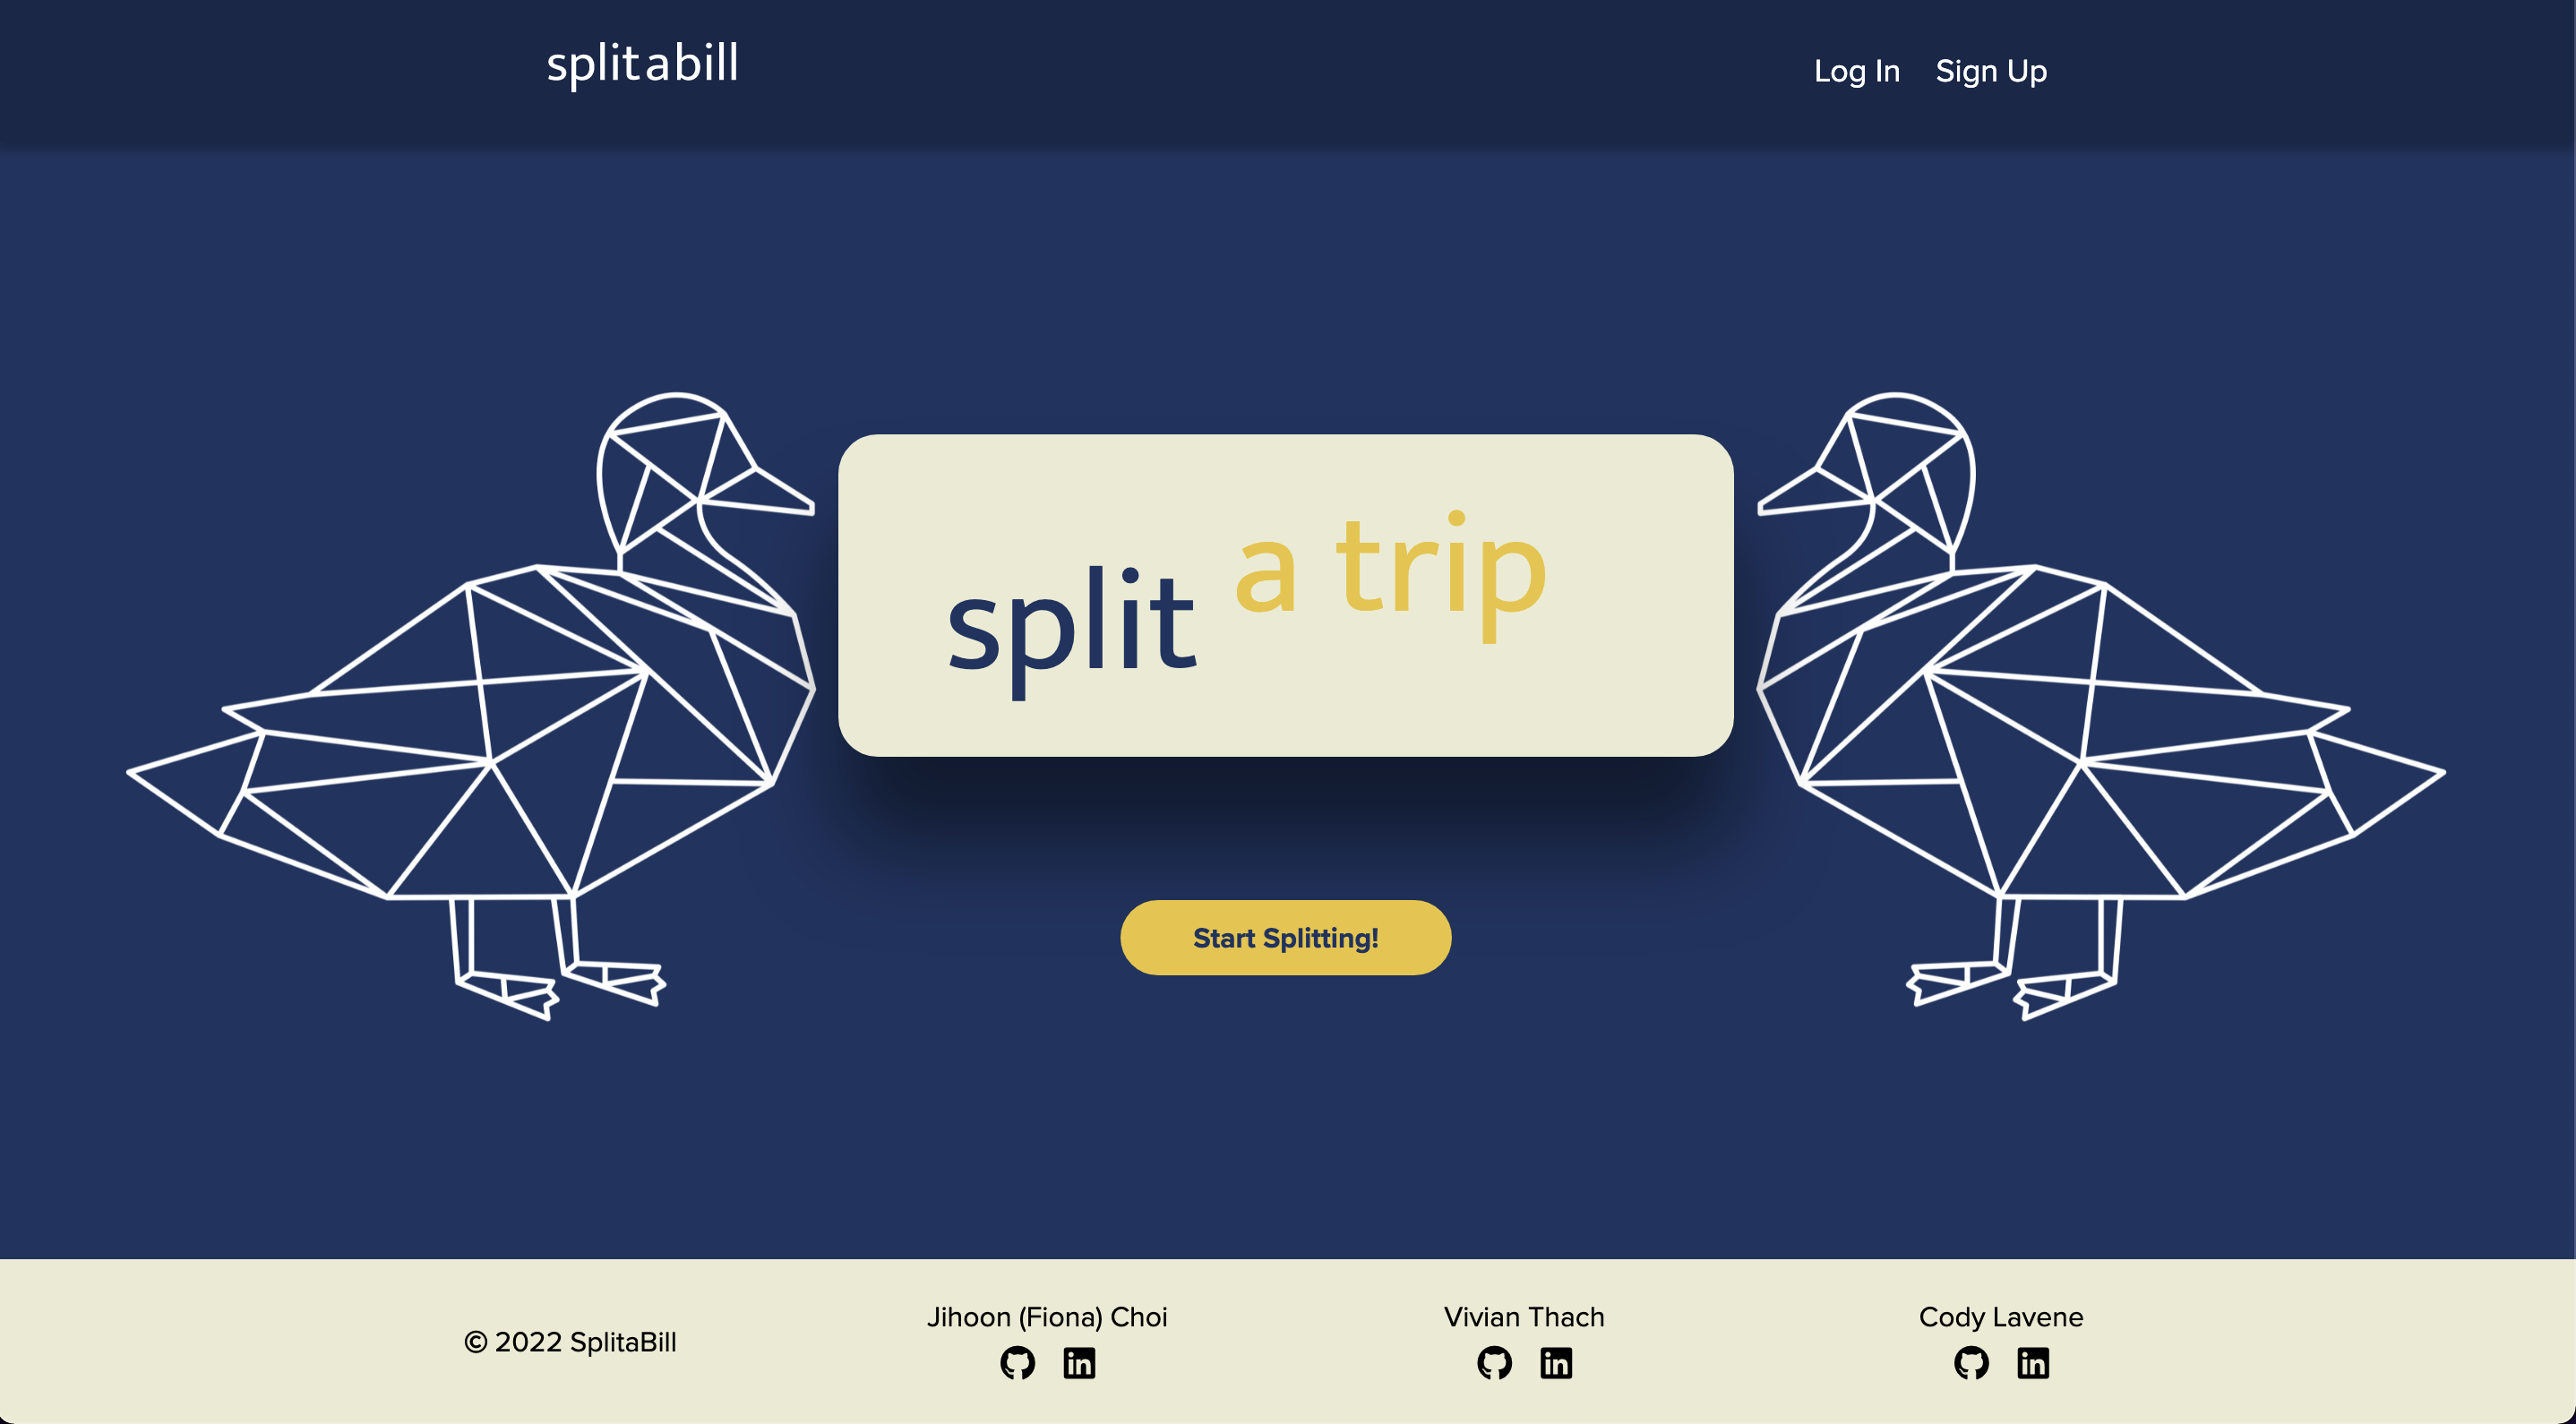 splitabill
Log In Sign Up
split a trip
Start Splitting!
© 2022 SplitaBill
Jihoon (Fiona) Choi
Vivian Thach
Cody Lavene